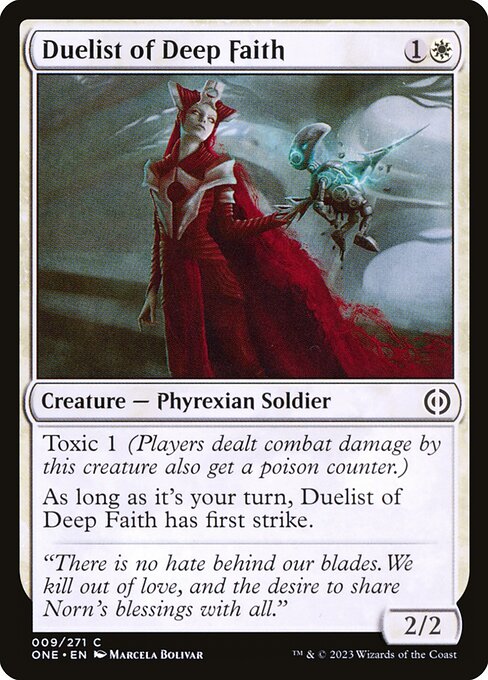 Duelist of Deep Faith 1
Creature — Phyrexian Soldier
Toxic 1 (Players dealt combat damage by
this creature also get a poison counter.)
As long as it's your turn, Duelist of
Deep Faith has first strike.
"There is no hate behind our blades. We
kill out of love, and the desire to share
Norn's blessings with all."
2/2
009/271 C
ONE • EN Marcela Bolivar
™ & © 2023 Wizards of the Coast